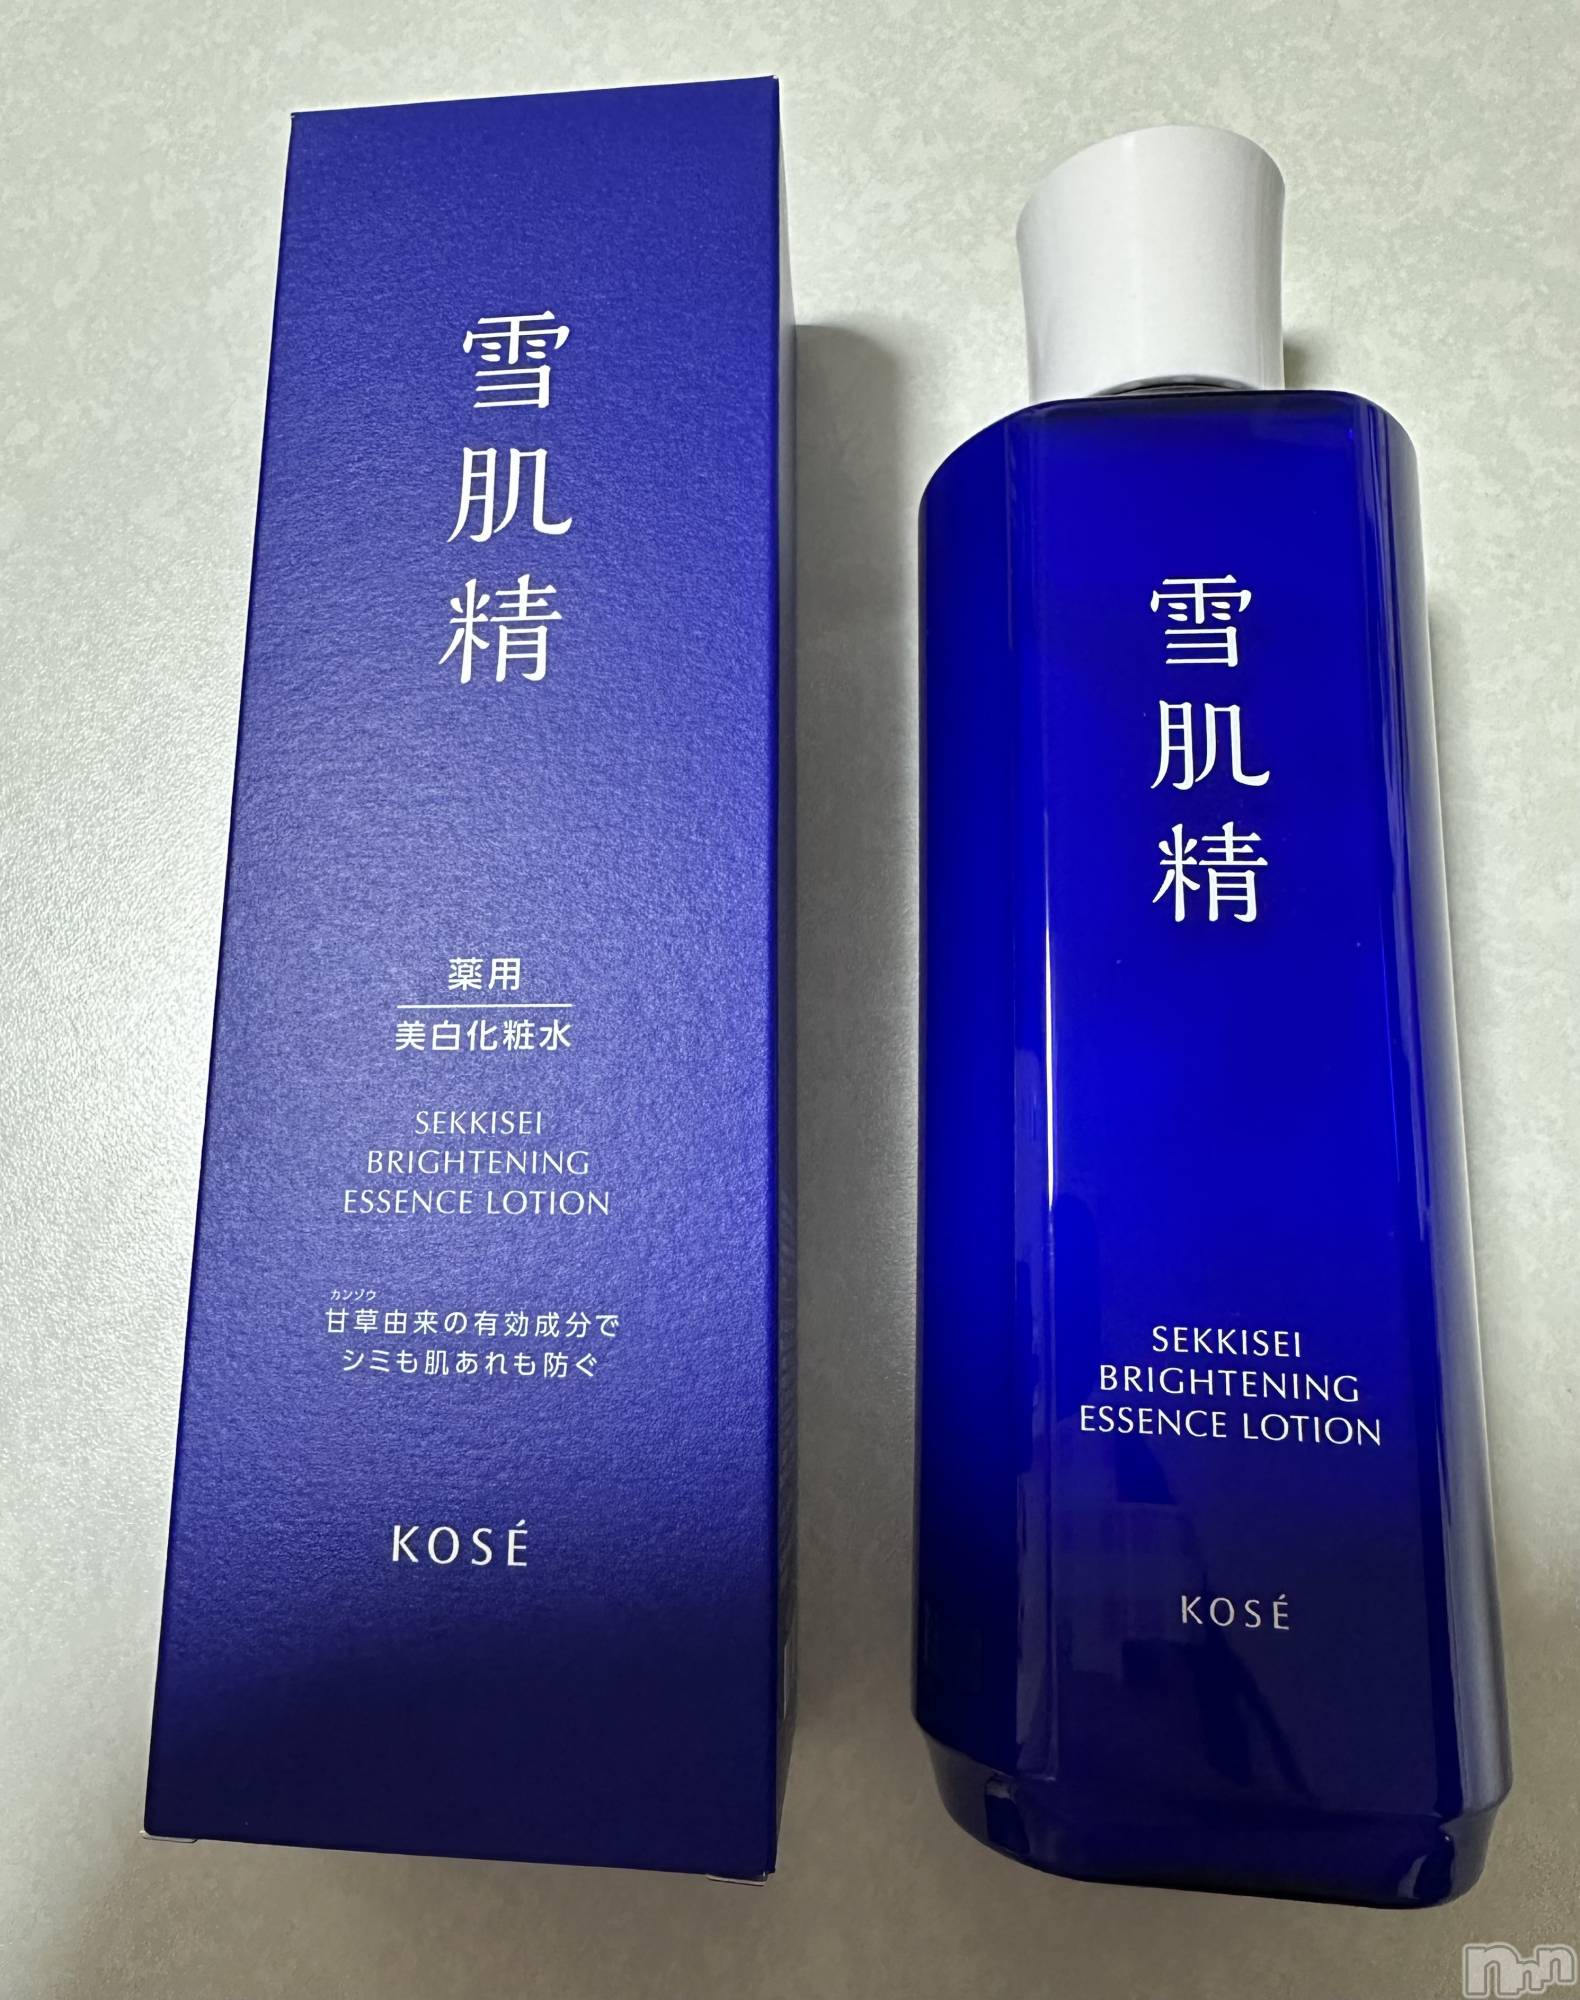 雪肌精
薬用
美白化粧水
SEKKISEI
BRIGHTENING
ESSENCE LOTION
カンゾウ
甘草由来の有効成分で
シミも肌あれも防ぐ
KOSÉ
雪肌精
SEKKISEI
BRIGHTENING
ESSENCE LOTION
KOSÉ
nnn